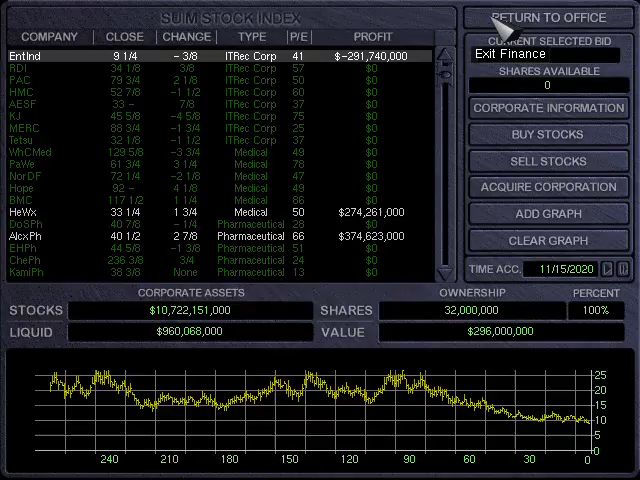 SUIM STOCK INDEX
RETURN TO OFFICE
COMPANY CLOSE CHANGE TYPE P/E PROFIT
CURRENT SELECTED BID
Exit Finance
SHARES AVAILABLE
0
EntInd 9 1/4 - 3/8 ITRec Corp 41 $-291,740,000
RDI 34 1/8 3/8 ITRec Corp 57 $0
PAC 79 3/4 2 1/8 ITRec Corp 50 $0
HMC 52 7/8 -1 1/2 ITRec Corp 60 $0
AESF 33 - 7/8 ITRec Corp 37 $0
KJ 45 5/8 -4 5/8 ITRec Corp 75 $0
MERC 88 3/4 -1 3/4 ITRec Corp 25 $0
Tetsu 32 1/8 -1 1/2 ITRec Corp 37 $0
WhCMed 129 5/8 -3 3/4 Medical 49 $0
PaWe 61 3/4 3 1/4 Medical 78 $0
NorDF 72 1/4 -2 1/8 Medical 47 $0
Hope 92 - 4 1/8 Medical 49 $0
BMC 117 1/2 1 1/4 Medical 86 $0
HeWx 33 1/4 1 3/4 Medical 50 $274,261,000
DoSPh 40 7/8 - 1/4 Pharmaceutical 28 $0
AlcxPh 40 1/2 2 7/8 Pharmaceutical 66 $374,623,000
EHPh 44 5/8 -1 3/8 Pharmaceutical 51 $0
ChePh 236 3/8 3/4 Pharmaceutical 24 $0
KamiPh 38 3/8 None Pharmaceutical 13 $0
CORPORATE INFORMATION
BUY STOCKS
SELL STOCKS
ACQUIRE CORPORATION
ADD GRAPH
CLEAR GRAPH
TIME ACC. 11/15/2020
CORPORATE ASSETS OWNERSHIP PERCENT
STOCKS $10,722,151,000 SHARES 32,000,000 100%
LIQUID $960,068,000 VALUE $296,000,000
25
20
15
10
5
0
240 210 180 150 120 90 60 30 0